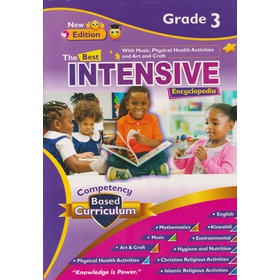 New
Edition
Grade 3
With Music, Physical Health Activities
and Art and Craft
The Best
INTENSIVE
Encyclopedia
Competency
Based
Curriculum
English
Mathematics
Kiswahili
Music
Environmental
Art & Craft
Hygiene and Nutrition
Physical Health Activities
Christian Religious Activities
Islamic Religious Activities
"Knowledge is Power."